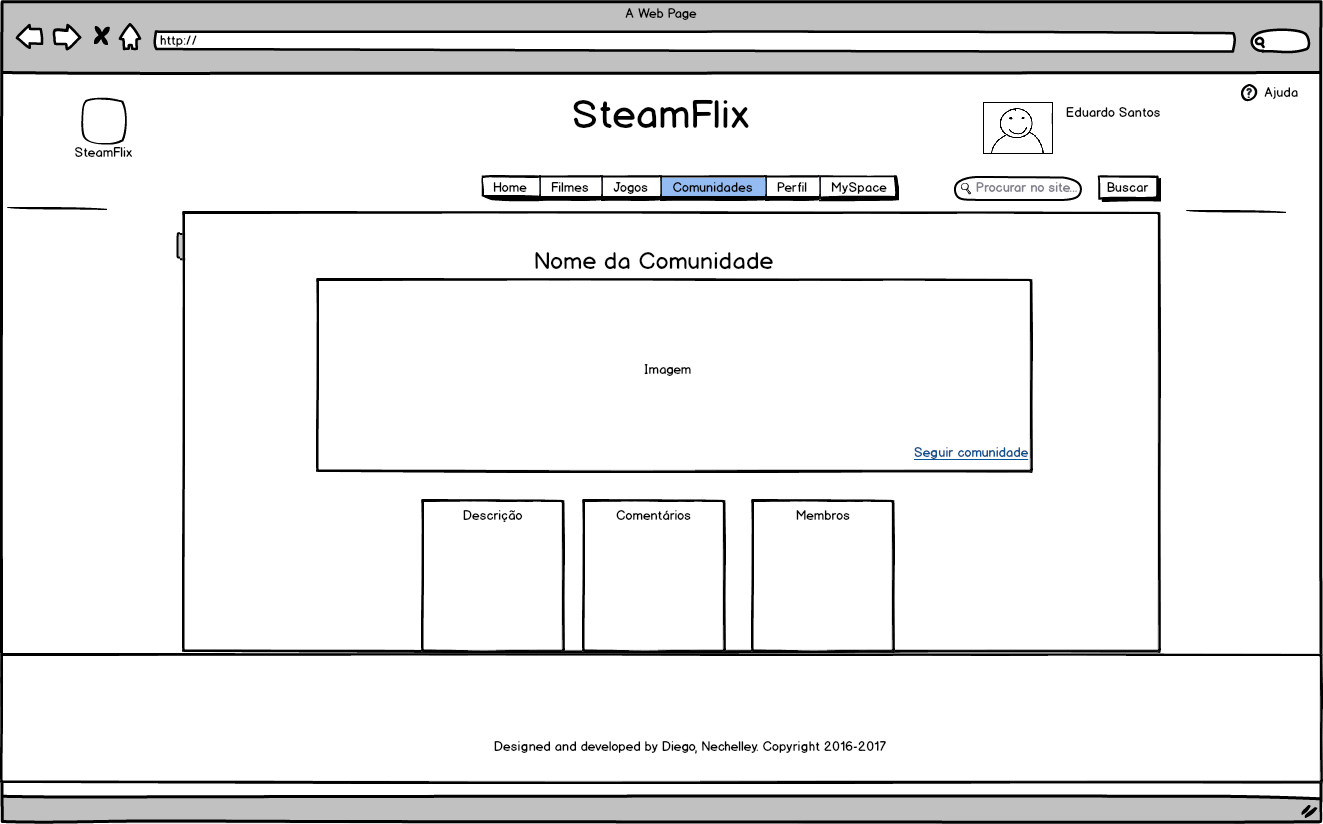 A Web Page
http://
Ajuda
SteamFlix
Eduardo Santos
SteamFlix
Home Filmes Jogos Comunidades Perfil MySpace
Procurar no site...
Buscar
Nome da Comunidade
Imagem
Seguir comunidade
Descrição
Comentários
Membros
Designed and developed by Diego, Nechelley. Copyright 2016-2017